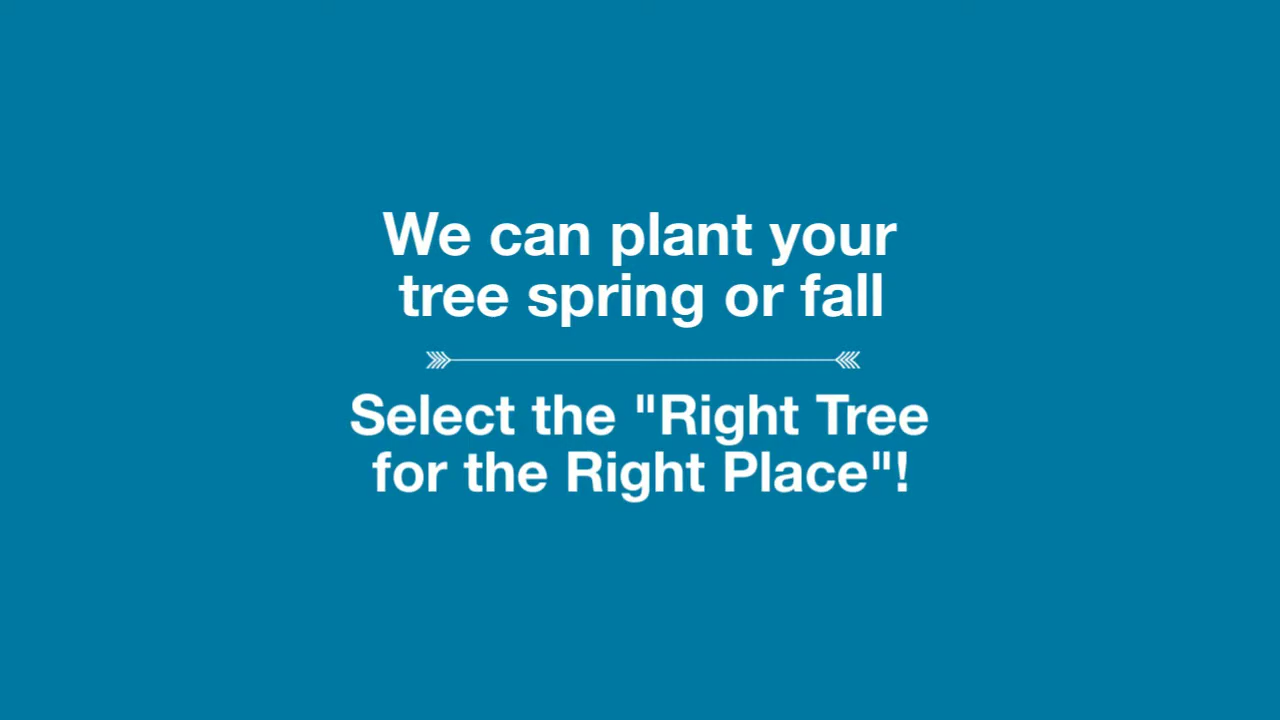 We can plant your
tree spring or fall
Select the "Right Tree
for the Right Place"!